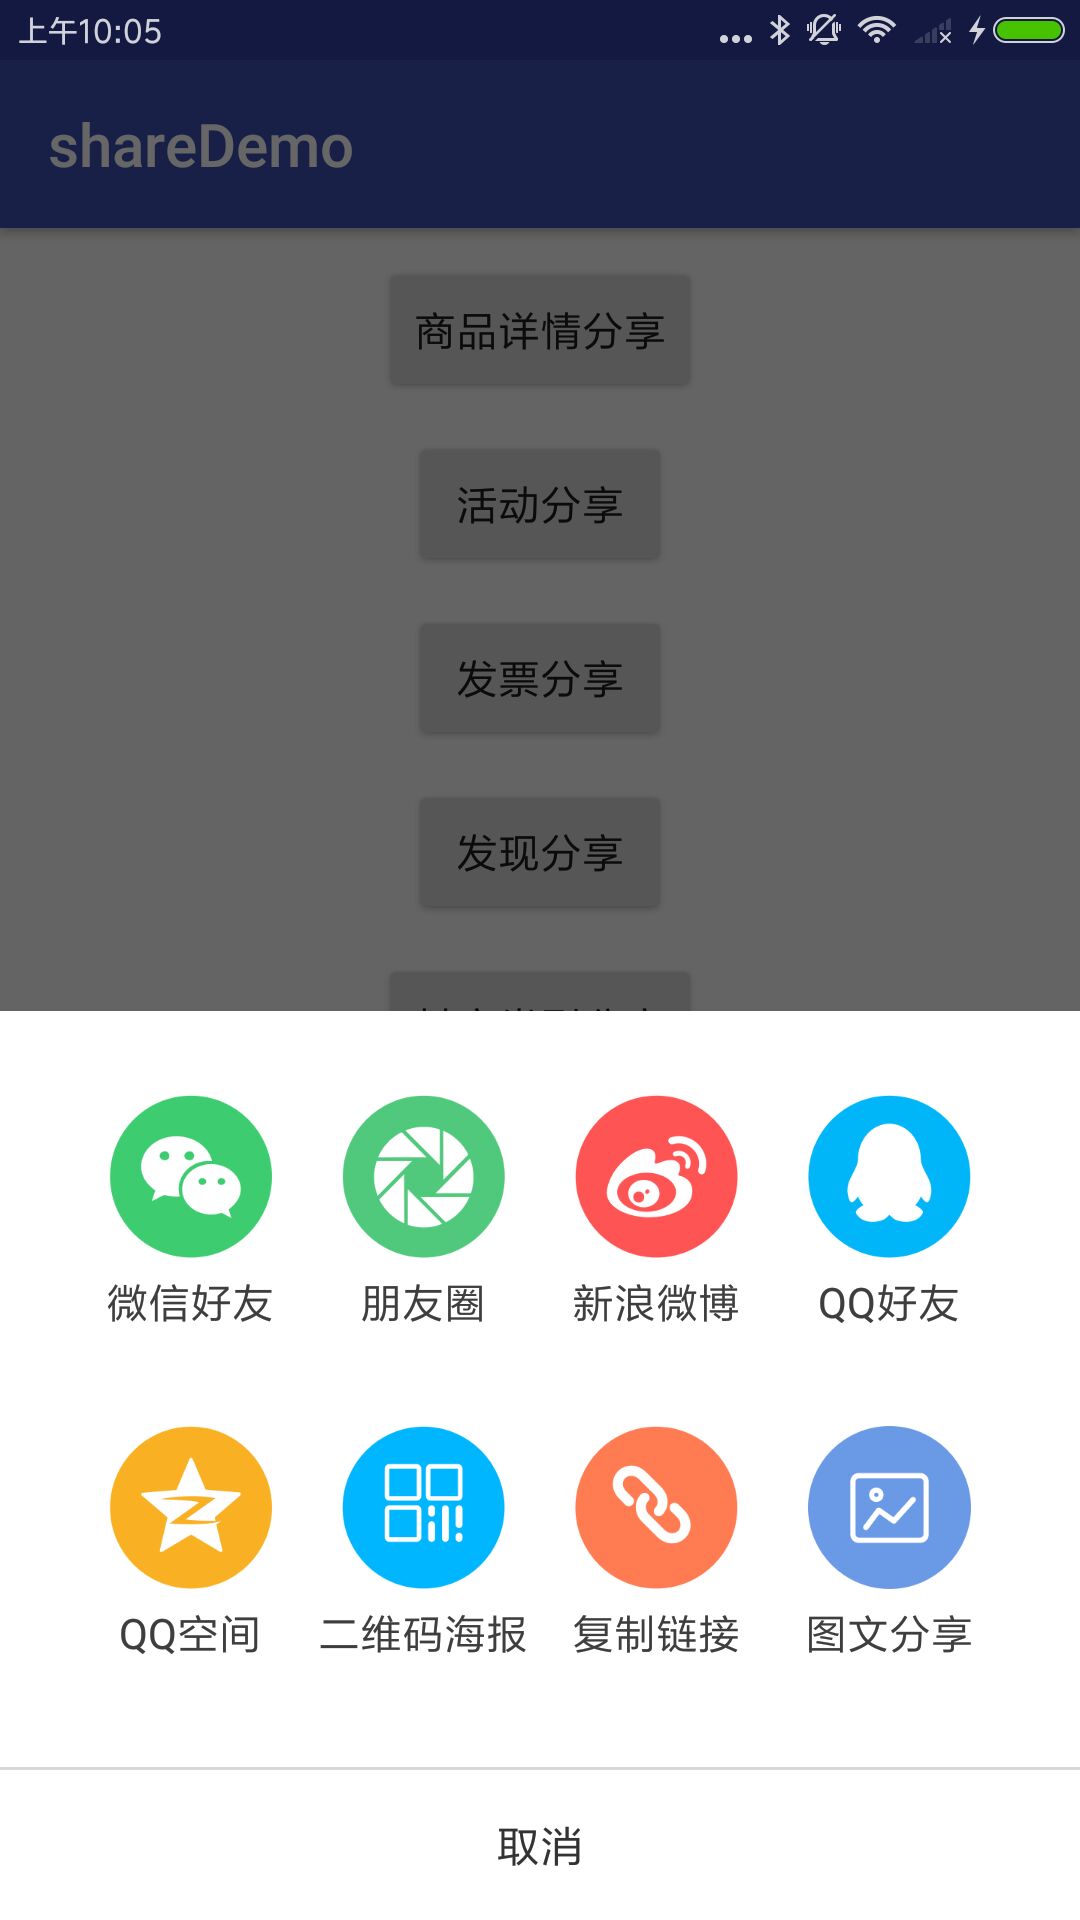 上午10:05
shareDemo
商品详情分享
活动分享
发票分享
发现分享
微信好友 朋友圈 新浪微博 QQ好友
QQ空间 二维码海报 复制链接 图文分享
取消